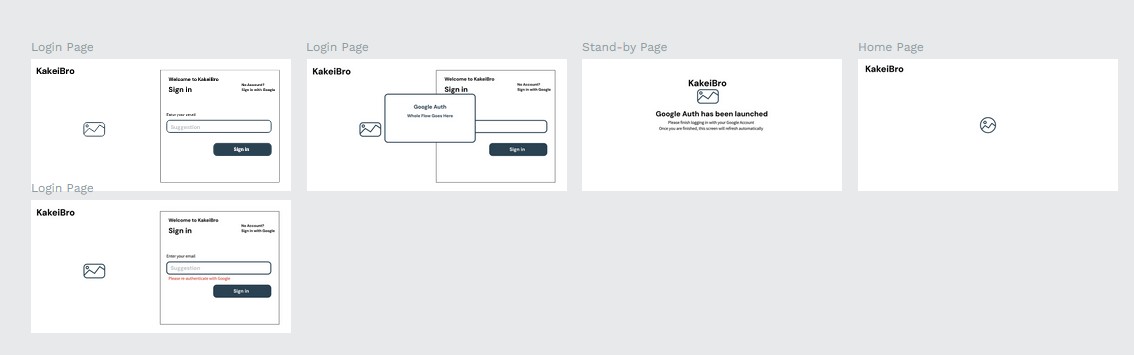 Login Page
KakeiBro
Welcome to KakeiBro
Sign in
No Account?
Sign in with Google
Enter your email
Suggestion
Sign in
Login Page
KakeiBro
Welcome to KakeiBro
Sign in
No Account?
Sign in with Google
Google Auth
Whole Flow Goes Here
Sign in
Stand-by Page
KakeiBro
Google Auth has been launched
Please finish logging in with your Google Account
Once you are finished, this screen will refresh automatically
Home Page
KakeiBro
Login Page
KakeiBro
Welcome to KakeiBro
Sign in
No Account?
Sign in with Google
Enter your email
Suggestion
Please re-authenticate with Google
Sign in